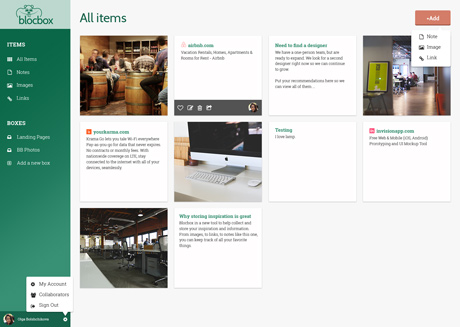 blocbox
ITEMS
All Items
Notes
Images
Links
BOXES
Landing Pages
BB Photos
Add a new box
My Account
Collaborators
Sign Out
All items
+Add
Note
Image
Link
airbnb.com
Vacation Rentals, Homes, Apartments &
Rooms for Rent - Airbnb
Need to find a designer
We have a one-person team, but are
ready to expand. We look for a second
designer right now so we can continue
to grow.
Put your recommendations here so we
can view all of them...
yourkarma.com
Karma Go lets you take Wi-Fi everywhere.
Pay-as-you-go for data that never expires.
No contracts or monthly fees. With
nationwide coverage on LTE, stay
connected to the internet with all of your
devices, seamlessly.
Testing
I love lamp.
invisionapp.com
Free Web & Mobile (iOS, Android)
Prototyping and UI Mockup Tool
Why storing inspiration is great
Blocbox is a new tool to help collect and
store your inspiration and information.
From images, to links, to notes like this one,
you can keep track of all your favorite
things.